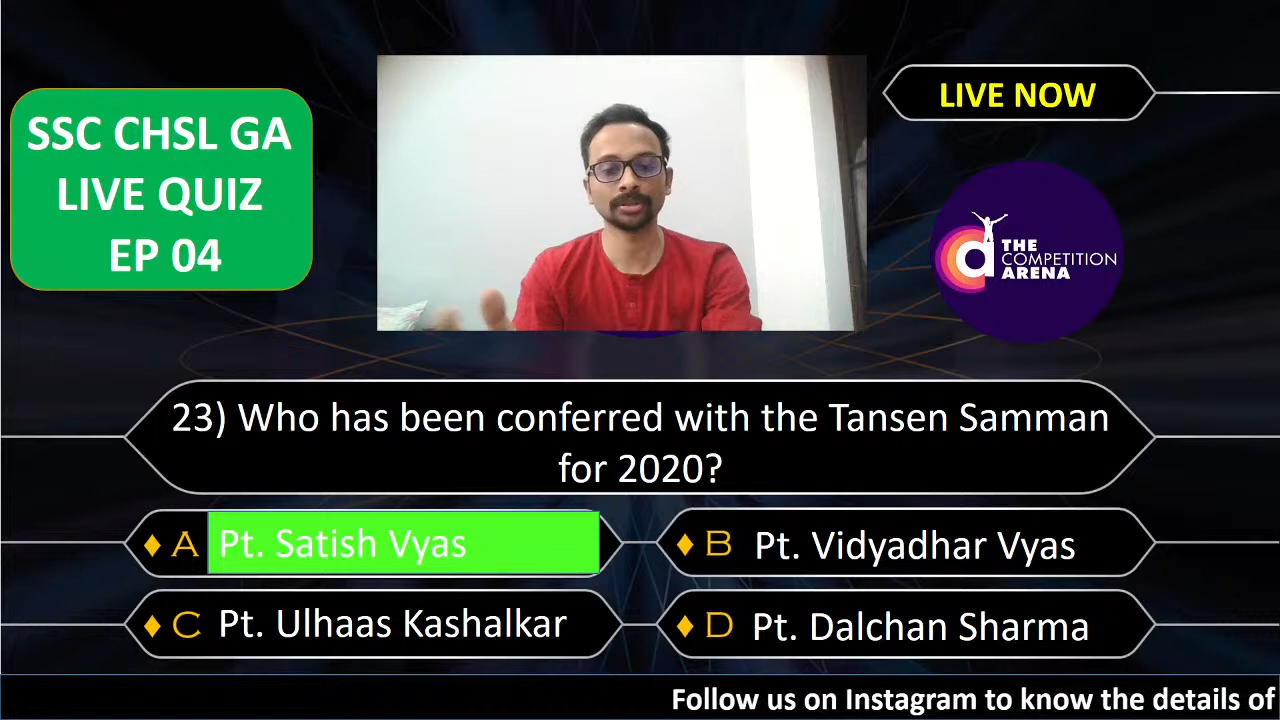 SSC CHSL GA
LIVE QUIZ
EP 04
LIVE NOW
THE
COMPETITION
ARENA
23) Who has been conferred with the Tansen Samman
for 2020?
A Pt. Satish Vyas
B Pt. Vidyadhar Vyas
C Pt. Ulhaas Kashalkar
D Pt. Dalchan Sharma
Follow us on Instagram to know the details of